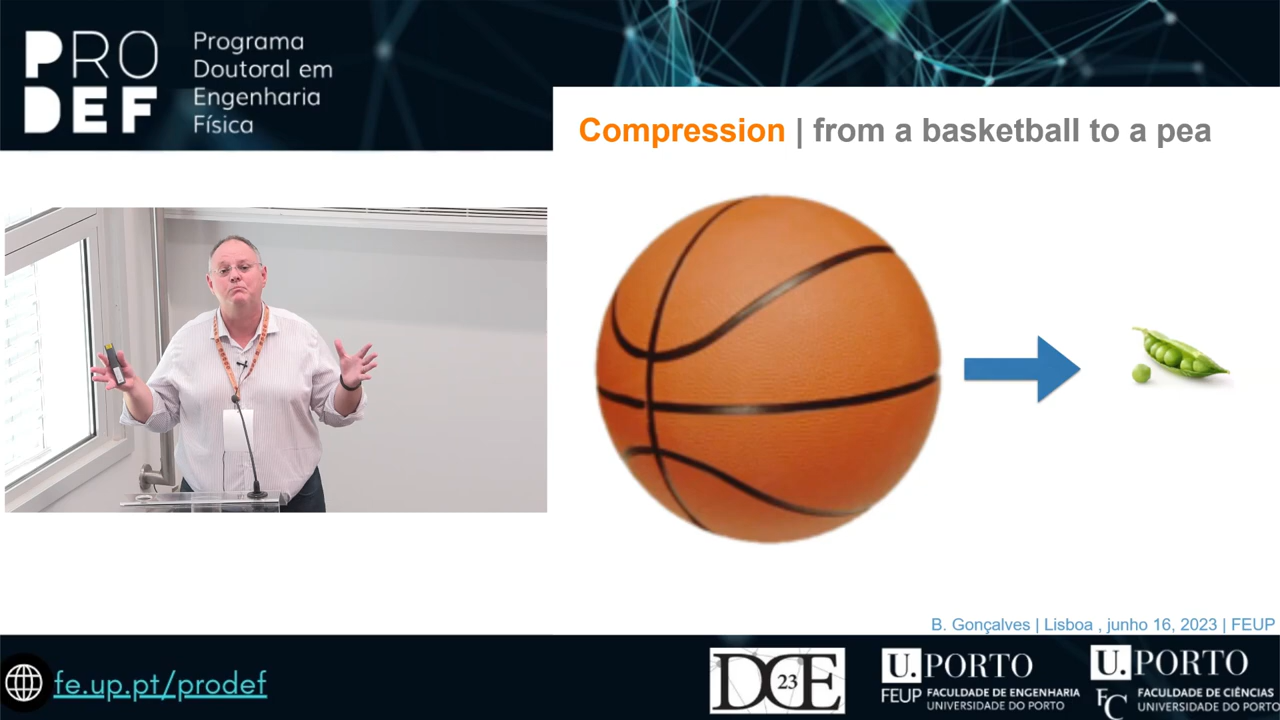 PRO
DEF
Programa
Doutoral em
Engenharia
Física
Compression | from a basketball to a pea
B. Gonçalves | Lisboa , junho 16, 2023 | FEUP
fe.up.pt/prodef
DCE
23
U.PORTO
FEUP FACULDADE DE ENGENHARIA
UNIVERSIDADE DO PORTO
U.PORTO
FC FACULDADE DE CIÊNCIAS
UNIVERSIDADE DO PORTO